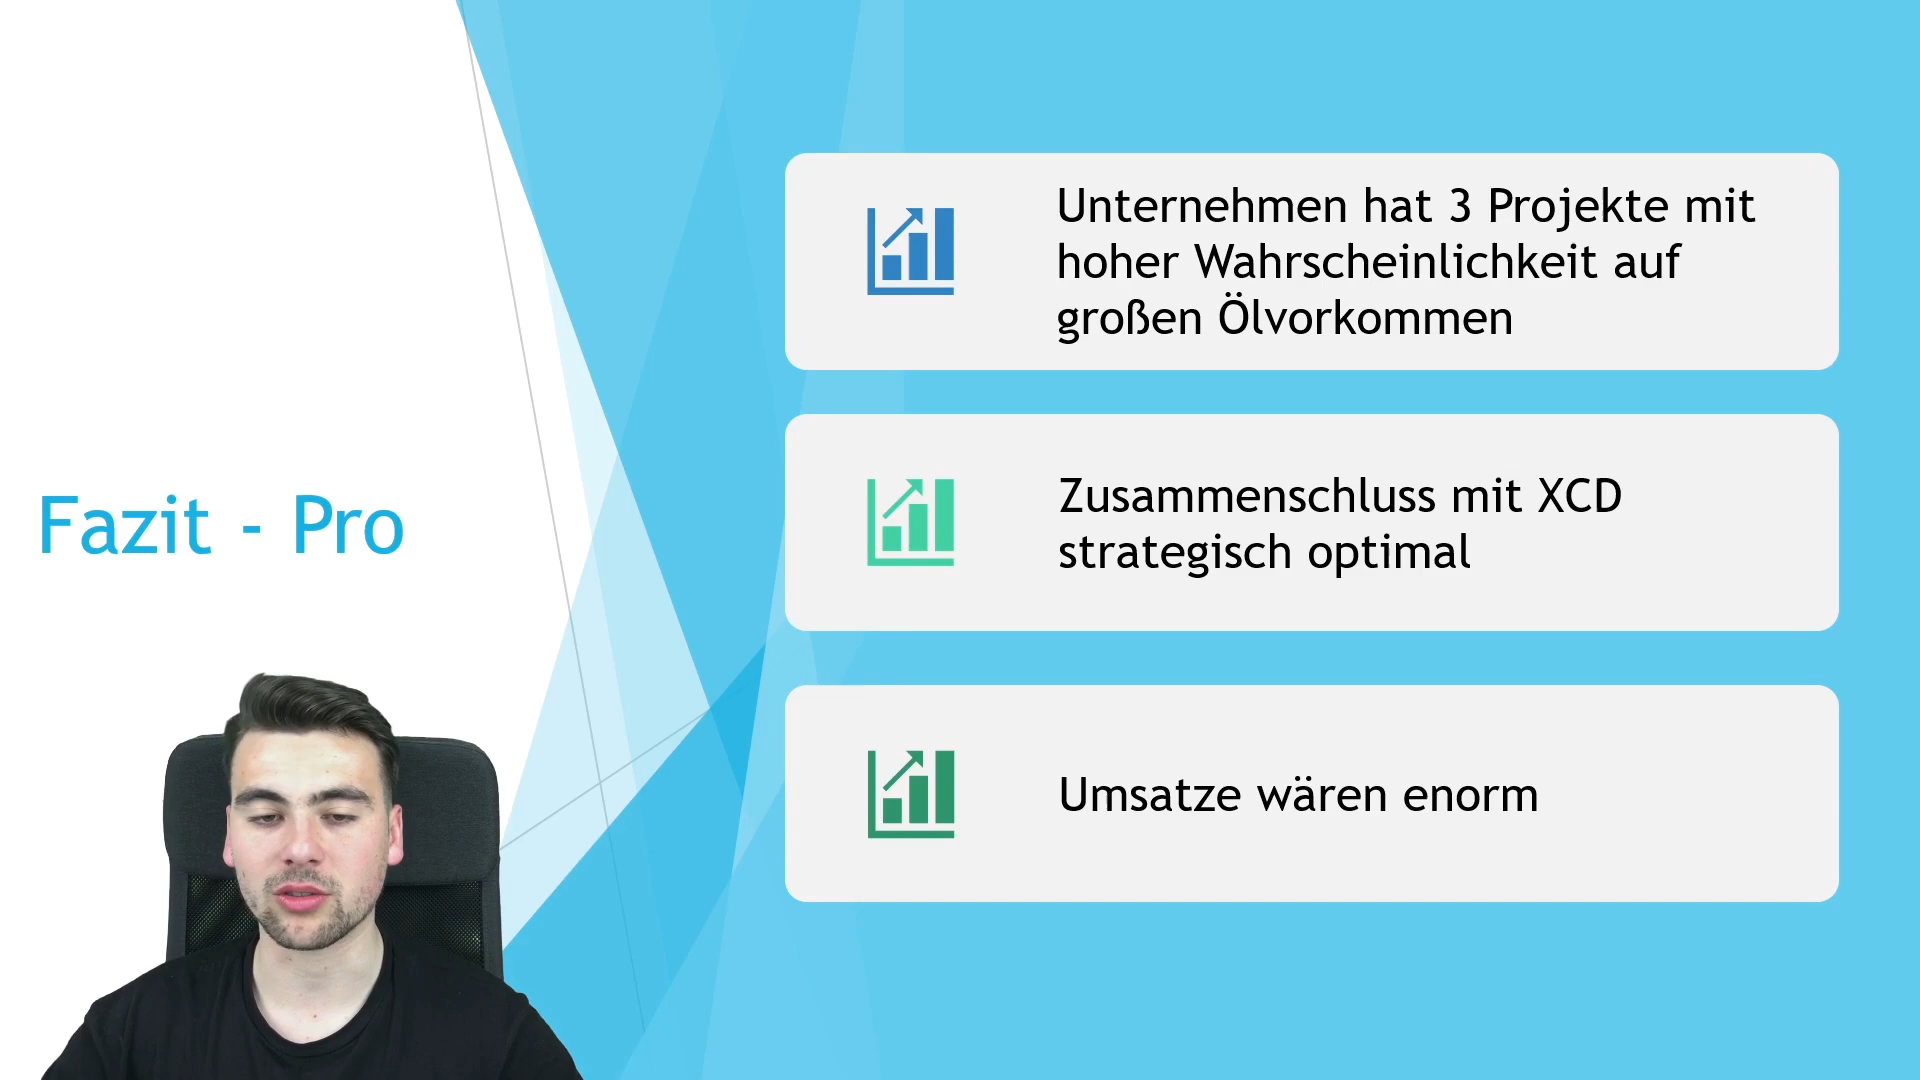 Fazit - Pro
Unternehmen hat 3 Projekte mit
hoher Wahrscheinlichkeit auf
großen Ölvorkommen
Zusammenschluss mit XCD
strategisch optimal
Umsatze wären enorm